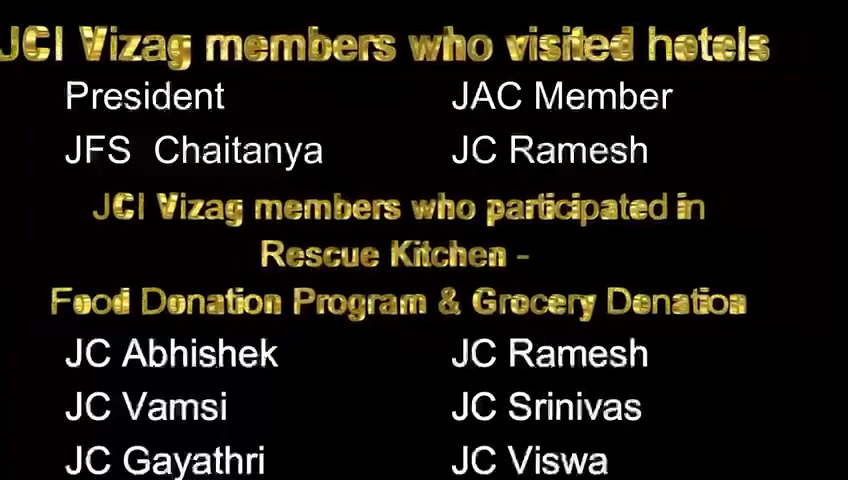 JCI Vizag members who visited hotels
President JAC Member
JFS Chaitanya JC Ramesh
JCI Vizag members who participated in
Rescue Kitchen -
Food Donation Program & Grocery Donation
JC Abhishek JC Ramesh
JC Vamsi JC Srinivas
JC Gayathri JC Viswa